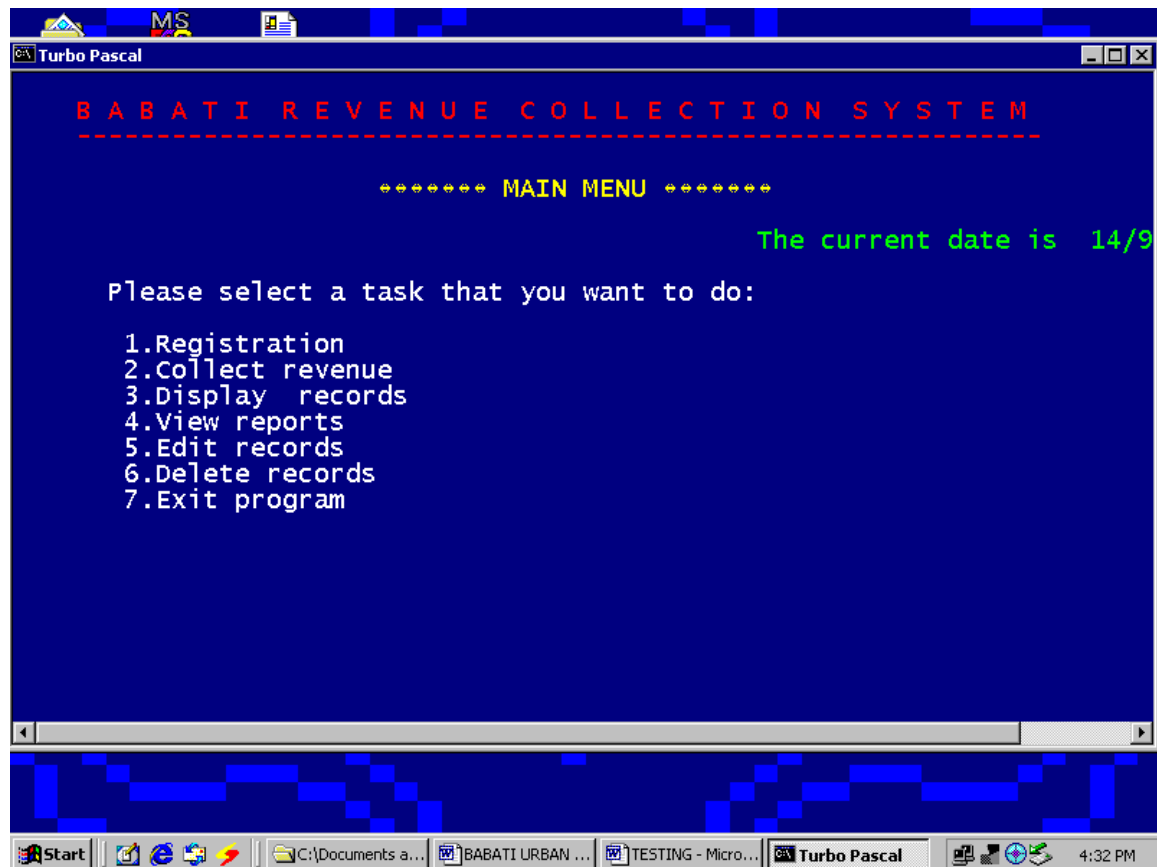 MS
Turbo Pascal
B A B A T I R E V E N U E C O L L E C T I O N S Y S T E M
------------------------------------------------------------
******* MAIN MENU *******
The current date is 14/9
Please select a task that you want to do:
1.Registration
2.Collect revenue
3.Display records
4.View reports
5.Edit records
6.Delete records
7.Exit program
Start C:\Documents a... BABATI URBAN ... TESTING - Micro... Turbo Pascal 4:32 PM